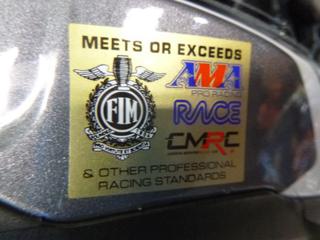 MEETS OR EXCEEDS
FIM
AMA
PRO RACING
RACE
CMRC
& OTHER PROFESSIONAL
RACING STANDARDS